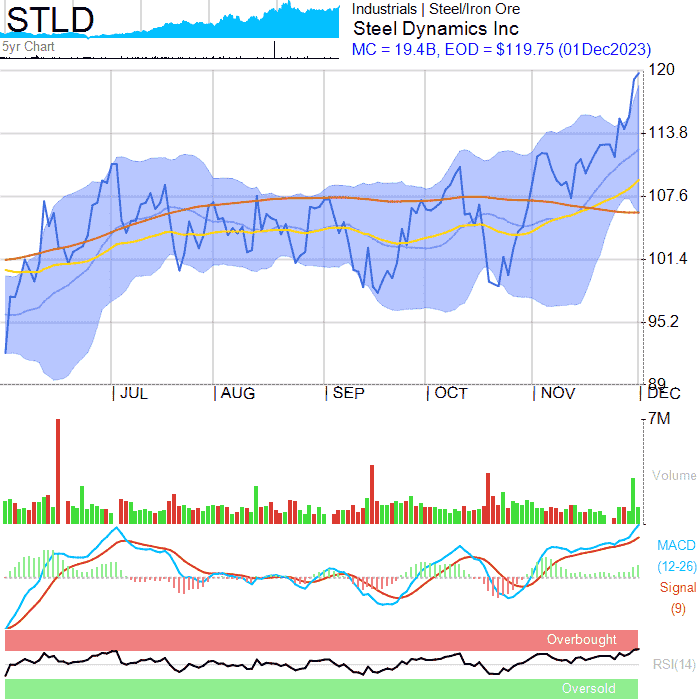 STLD
5yr Chart
Industrials | Steel/Iron Ore
Steel Dynamics Inc
MC = 19.4B, EOD = $119.75 (01Dec2023)
120
113.8
107.6
101.4
95.2
89
JUL AUG SEP OCT NOV DEC
7M
Volume
MACD
(12-26)
Signal
(9)
Overbought
RSI(14)
Oversold